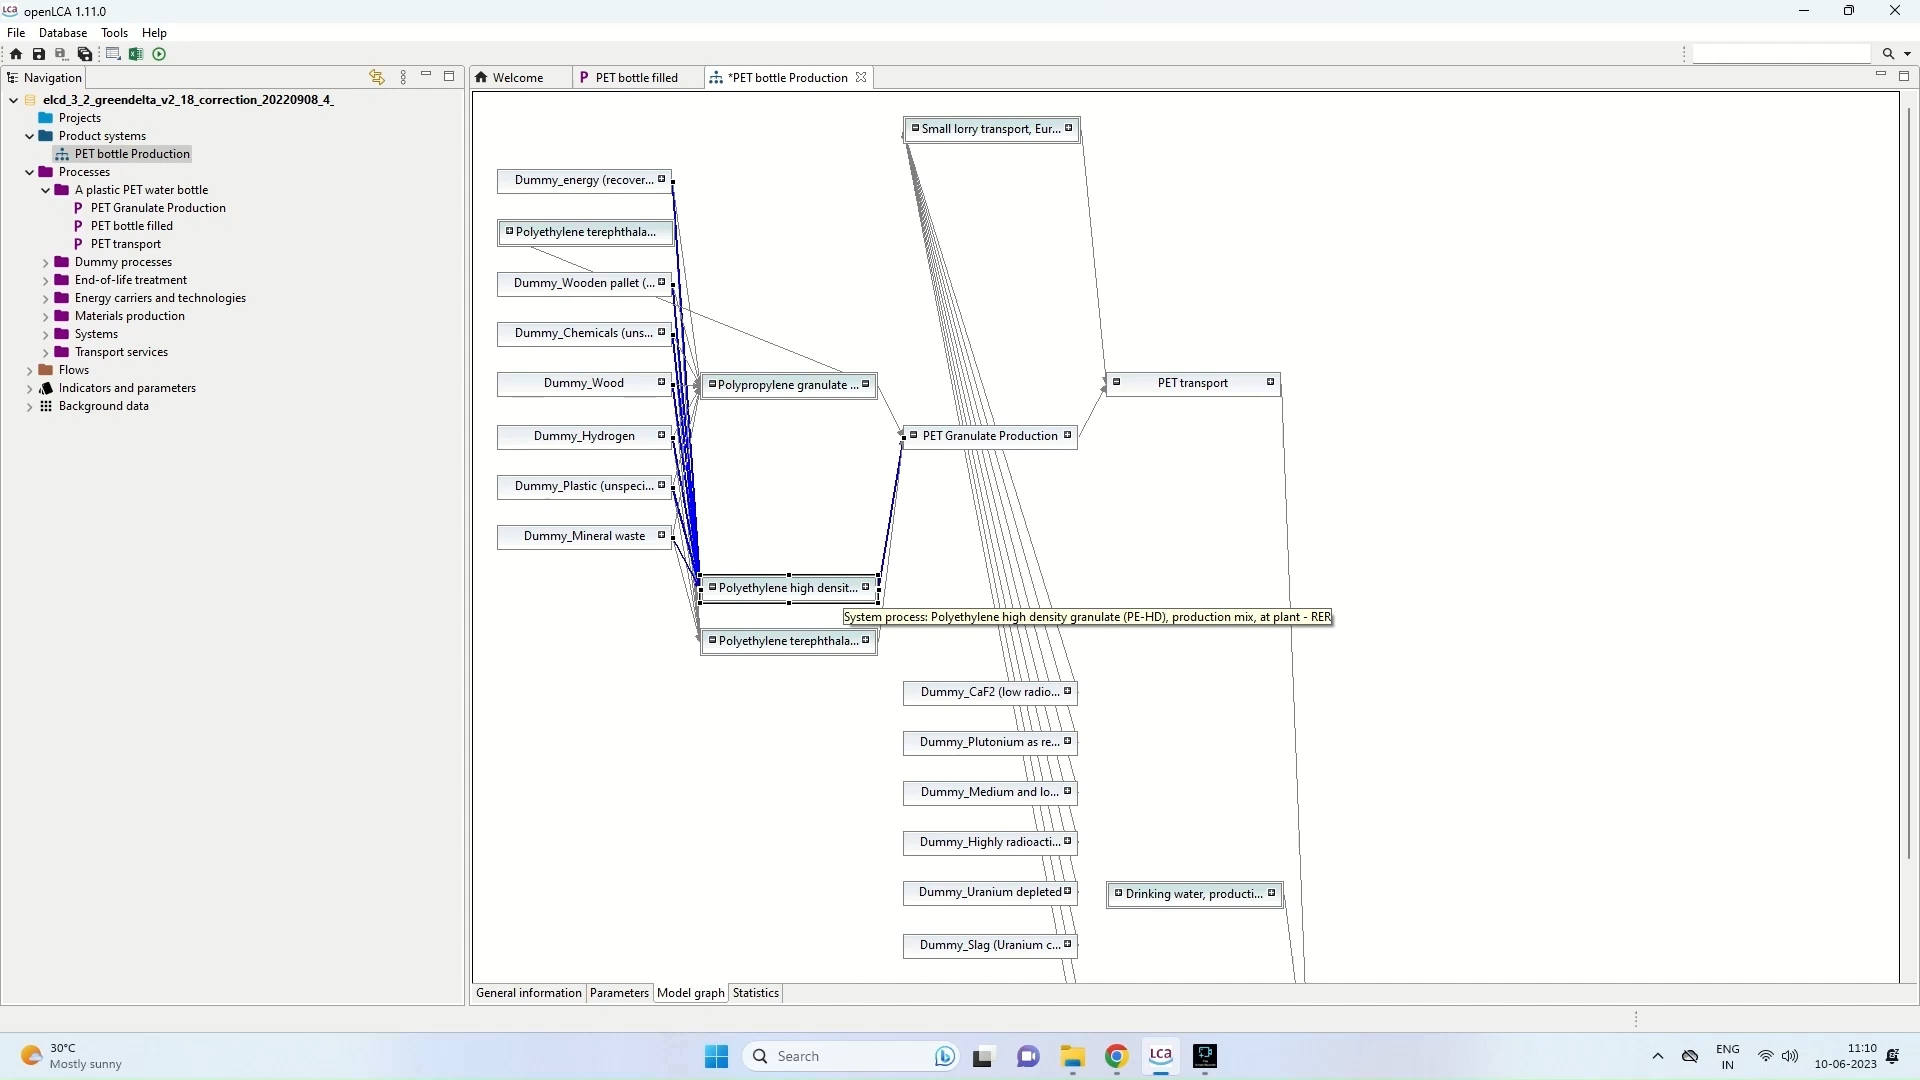 LCA openLCA 1.11.0
File Database Tools Help
Navigation
Welcome
PET bottle filled
*PET bottle Production
elcd_3_2_greendelta_v2_18_correction_20220908_4_
Projects
Product systems
PET bottle Production
Processes
A plastic PET water bottle
PET Granulate Production
PET bottle filled
PET transport
Dummy processes
End-of-life treatment
Energy carriers and technologies
Materials production
Systems
Transport services
Flows
Indicators and parameters
Background data
Small lorry transport, Eur...
Dummy_energy (recover...
Polyethylene terephthala...
Dummy_Wooden pallet (...
Dummy_Chemicals (uns...
Dummy_Wood
Polypropylene granulate ...
PET transport
Dummy_Hydrogen
PET Granulate Production
Dummy_Plastic (unspeci...
Dummy_Mineral waste
Polyethylene high densit...
System process: Polyethylene high density granulate (PE-HD), production mix, at plant - RER
Polyethylene terephthala...
Dummy_CaF2 (low radio...
Dummy_Plutonium as re...
Dummy_Medium and lo...
Dummy_Highly radioacti...
Dummy_Uranium depleted
Drinking water, producti...
Dummy_Slag (Uranium c...
General information Parameters Model graph Statistics
30°C
Mostly sunny
Search
LCA
ENG
IN
11:10
10-06-2023